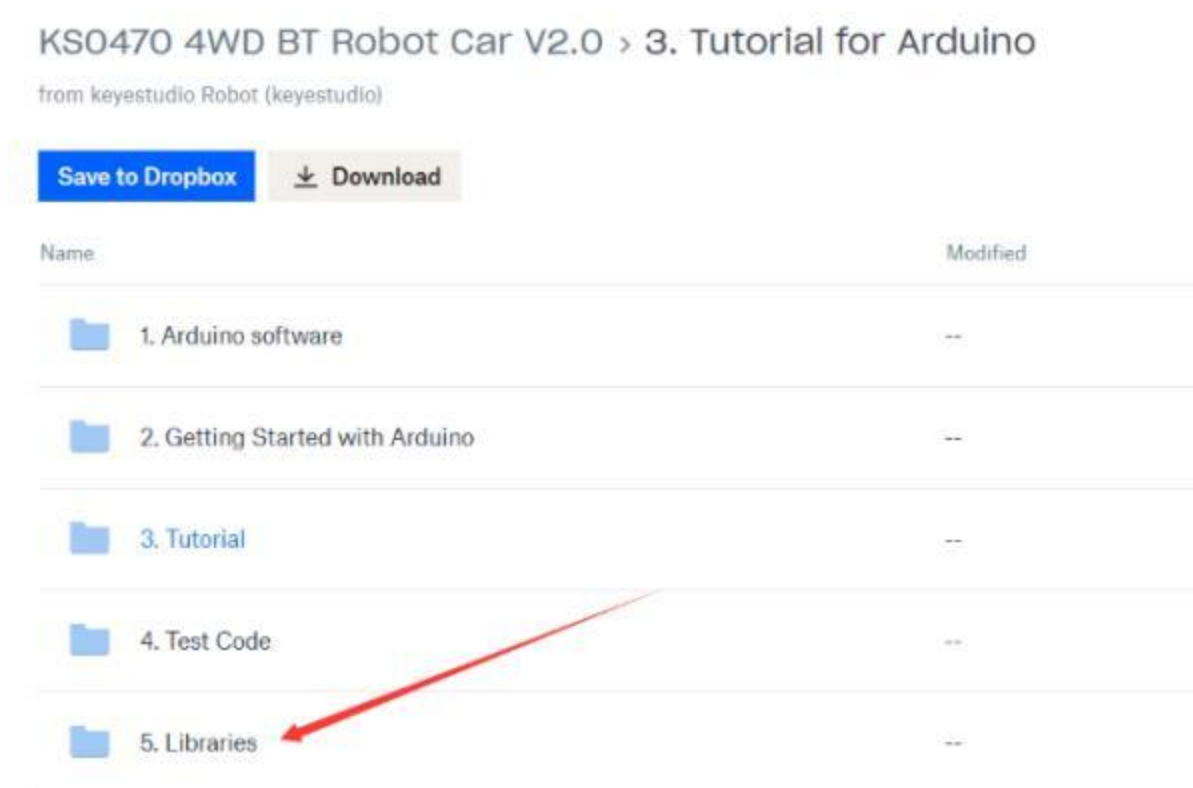 KS0470 4WD BT Robot Car V2.0 › 3. Tutorial for Arduino
from keyestudio Robot (keyestudio)
Save to Dropbox Download
Name Modified
1. Arduino software --
2. Getting Started with Arduino --
3. Tutorial --
4. Test Code --
5. Libraries --